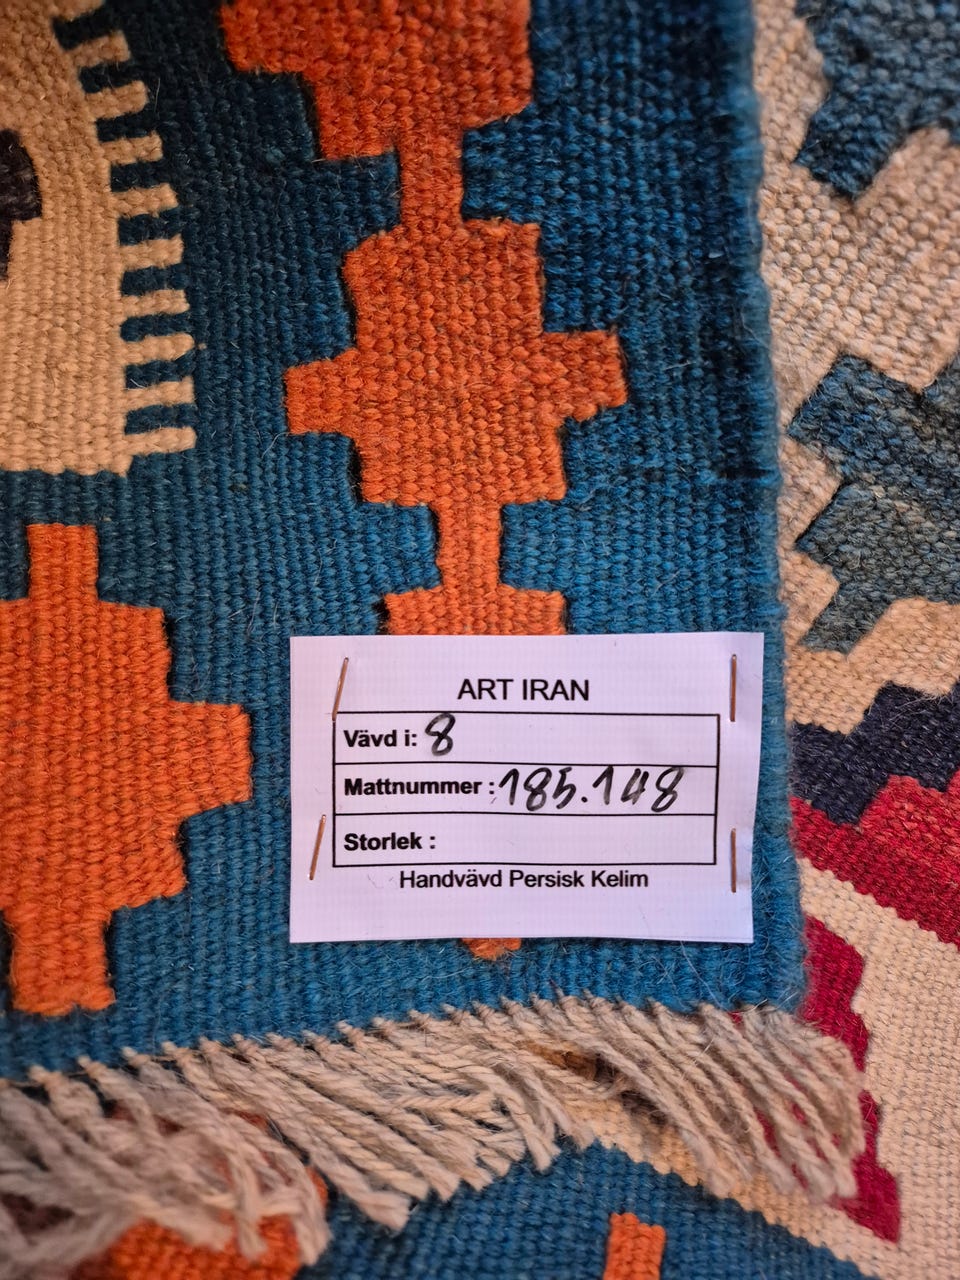 ART IRAN
Vävd i: 8
Mattnummer : 185.148
Storlek :
Handvävd Persisk Kelim